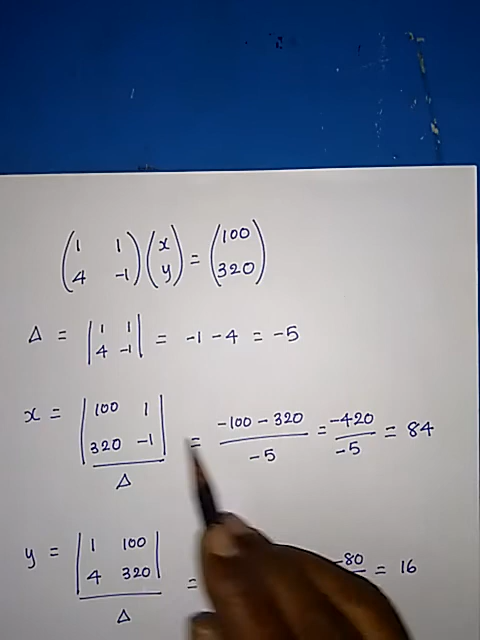 ( 1 1 ) ( x ) = ( 100 )
( 4 -1 ) ( y ) ( 320 )
Δ = | 1 1 | = -1 - 4 = -5
| 4 -1 |
x = | 100 1 | = -100 - 320 = -420 = 84
| 320 -1 | -5 -5
Δ
y = | 1 100 | = -80 = 16
| 4 320 |
Δ